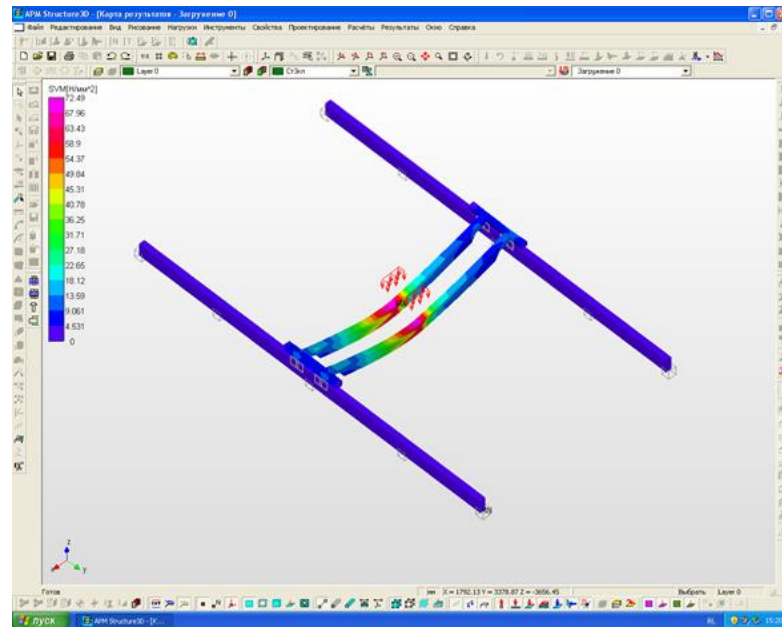 APM Structure3D - [Карта результатов - Загружение 0]
Файл Редактирование Вид Рисование Нагрузки Инструменты Свойства Проектирование Расчёты Результаты Окно Справка
Layer 0 Ст3кп Загружение 0
SVM[Н/мм^2]
72.49
67.96
63.43
58.9
54.37
49.84
45.31
40.78
36.25
31.71
27.18
22.65
18.12
13.59
9.061
4.531
0
z
x
y
Готов мм X = 1792.13 Y = 3378.87 Z = -3656.45 Выбрать Layer 0
пуск APM Structure3D - [К... RL